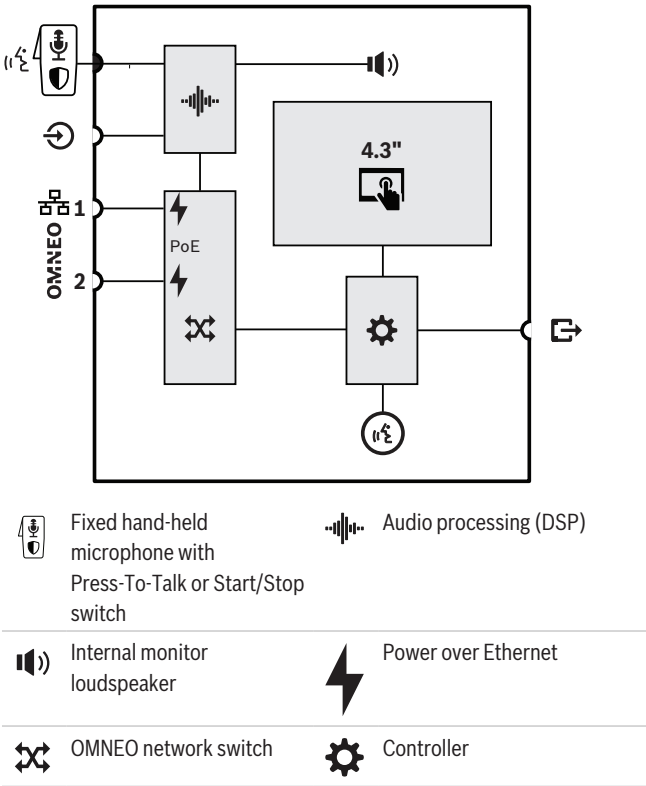 4.3"
1
PoE
OMNEO
2
Fixed hand-held
microphone with
Press-To-Talk or Start/Stop
switch
Audio processing (DSP)
Internal monitor
loudspeaker
Power over Ethernet
OMNEO network switch
Controller